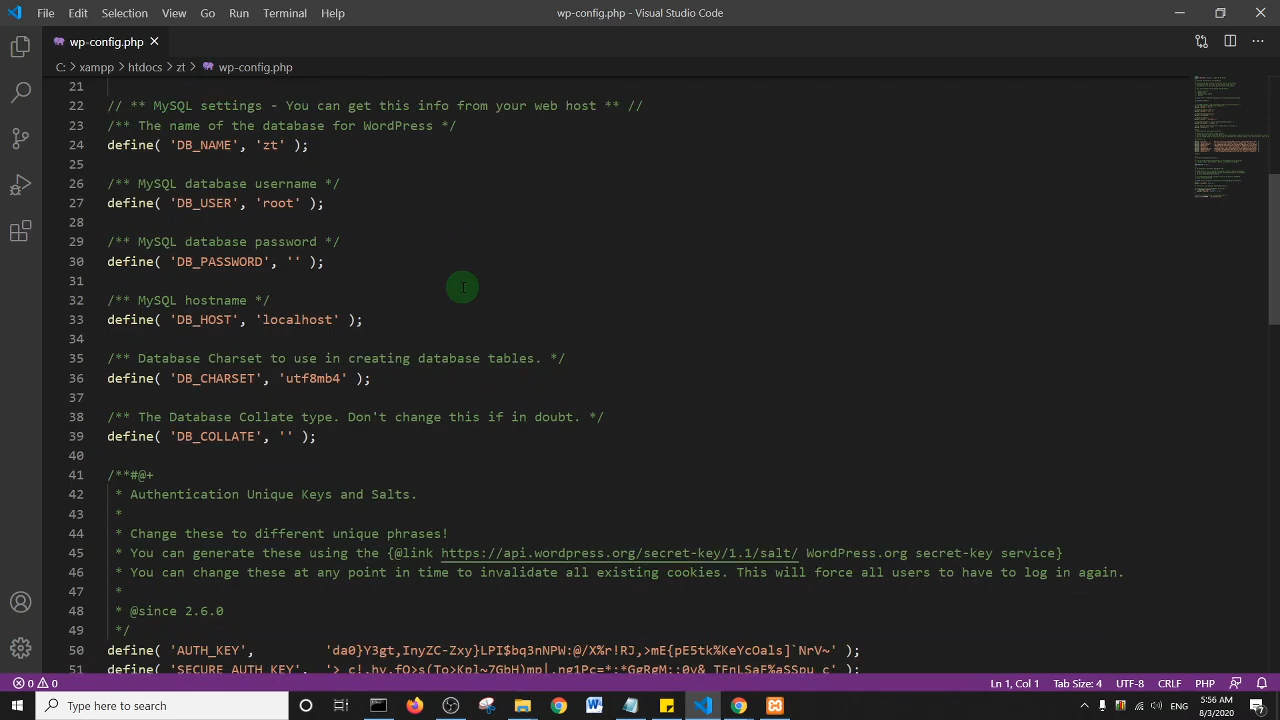 File Edit Selection View Go Run Terminal Help
wp-config.php - Visual Studio Code
wp-config.php
C: > xampp > htdocs > zt > wp-config.php
21
22 // ** MySQL settings - You can get this info from your web host ** //
23 /** The name of the database for WordPress */
24 define( 'DB_NAME', 'zt' );
25
26 /** MySQL database username */
27 define( 'DB_USER', 'root' );
28
29 /** MySQL database password */
30 define( 'DB_PASSWORD', '' );
31
32 /** MySQL hostname */
33 define( 'DB_HOST', 'localhost' );
34
35 /** Database Charset to use in creating database tables. */
36 define( 'DB_CHARSET', 'utf8mb4' );
37
38 /** The Database Collate type. Don't change this if in doubt. */
39 define( 'DB_COLLATE', '' );
40
41 /**#@+
42 * Authentication Unique Keys and Salts.
43 *
44 * Change these to different unique phrases!
45 * You can generate these using the {@link https://api.wordpress.org/secret-key/1.1/salt/ WordPress.org secret-key service}
46 * You can change these at any point in time to invalidate all existing cookies. This will force all users to have to log in again.
47 *
48 * @since 2.6.0
49 */
50 define( 'AUTH_KEY', 'da0}Y3gt,InyZC-Zxy}LPI$bq3nNPW:@/X%r!RJ,>mE{pE5tk%KeYcOals]`NrV~' );
51 define( 'SECURE_AUTH_KEY',
0 0
Ln 1, Col 1 Tab Size: 4 UTF-8 CRLF PHP
Type here to search
ENG
5:56 AM
8/3/2020